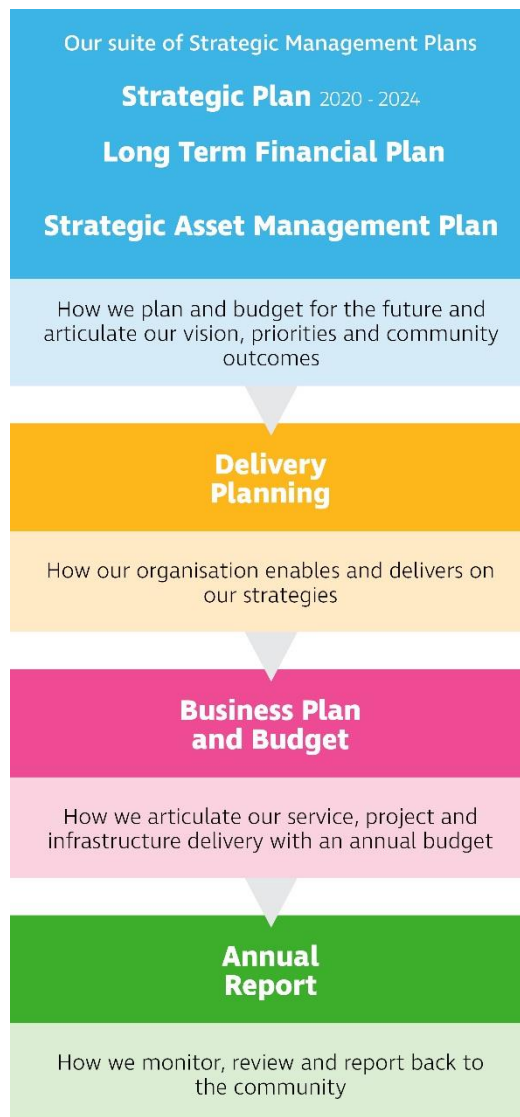 Our suite of Strategic Management Plans
Strategic Plan 2020 - 2024
Long Term Financial Plan
Strategic Asset Management Plan
How we plan and budget for the future and
articulate our vision, priorities and community
outcomes
Delivery
Planning
How our organisation enables and delivers on
our strategies
Business Plan
and Budget
How we articulate our service, project and
infrastructure delivery with an annual budget
Annual
Report
How we monitor, review and report back to
the community